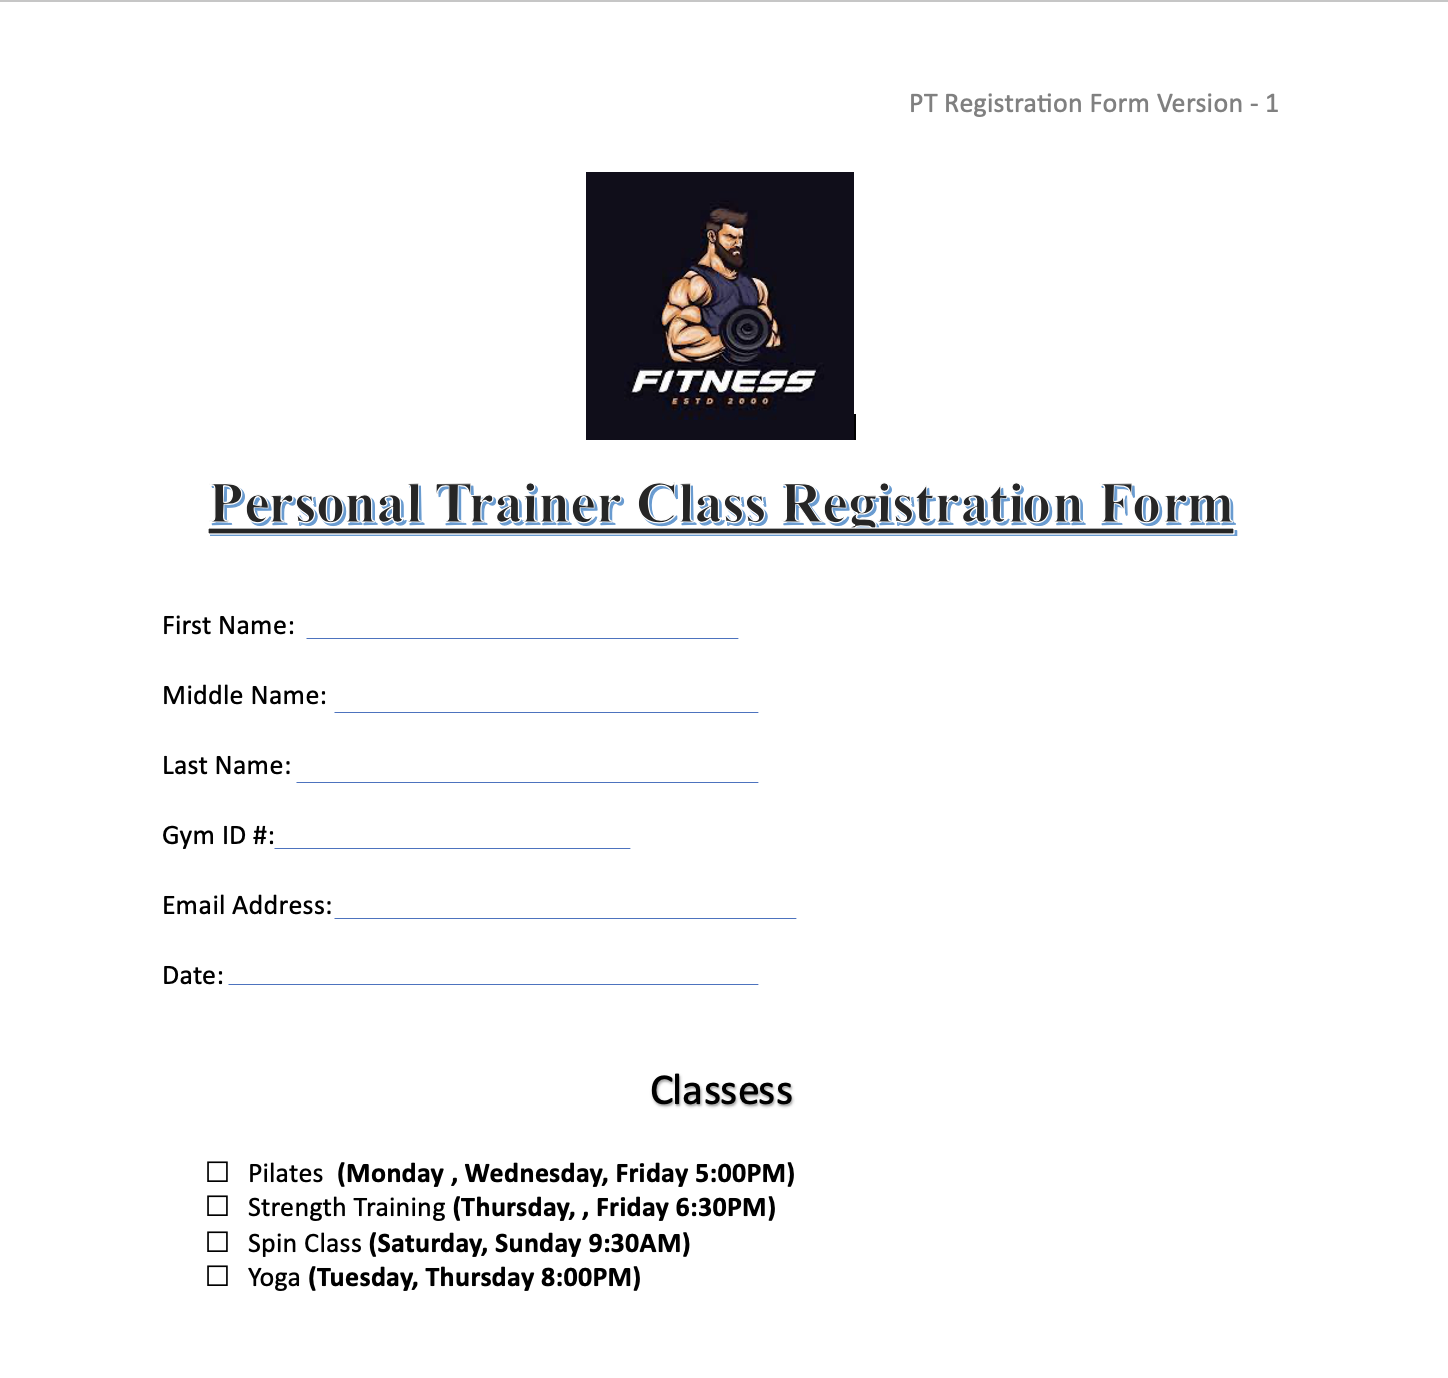 PT Registration Form Version - 1
FITNESS
ESTD 2000
Personal Trainer Class Registration Form
First Name:
Middle Name:
Last Name:
Gym ID #:
Email Address:
Date:
Classess
☐ Pilates  (Monday , Wednesday, Friday 5:00PM)
☐ Strength Training (Thursday, , Friday 6:30PM)
☐ Spin Class (Saturday, Sunday 9:30AM)
☐ Yoga (Tuesday, Thursday 8:00PM)